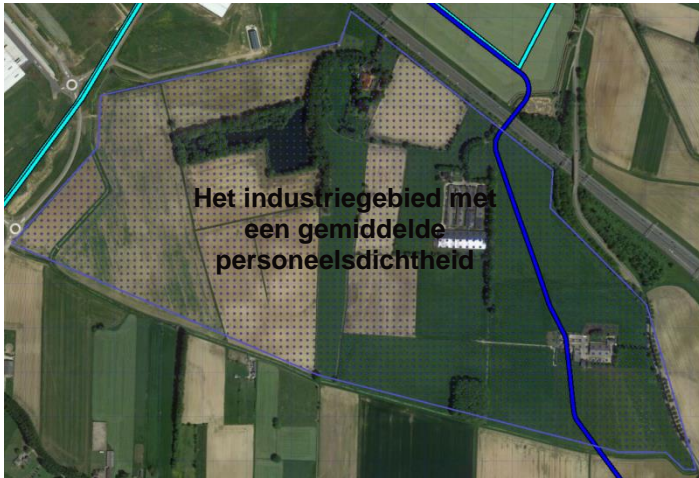 Het industriegebied met
een gemiddelde
personeelsdichtheid